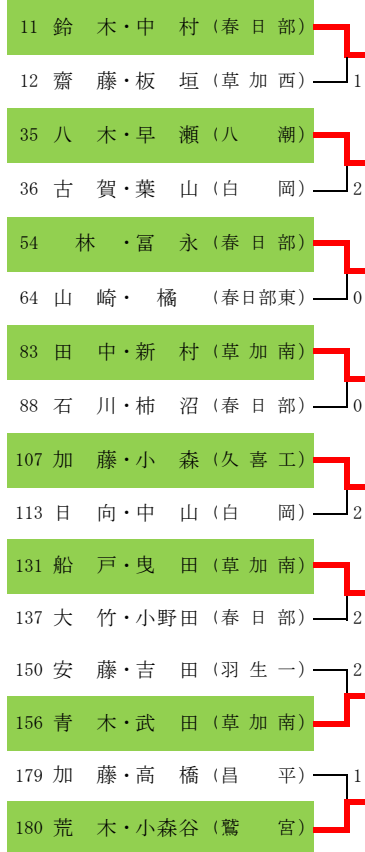 11 鈴 木・中 村 (春 日 部)
12 齋 藤・板 垣 (草 加 西) 1
35 八 木・早 瀬 (八 潮)
36 古 賀・葉 山 (白 岡) 2
54 林 ・冨 永 (春 日 部)
64 山 崎・ 橘 (春日部東) 0
83 田 中・新 村 (草 加 南)
88 石 川・柿 沼 (春 日 部) 0
107 加 藤・小 森 (久 喜 工)
113 日 向・中 山 (白 岡) 2
131 船 戸・曳 田 (草 加 南)
137 大 竹・小野田 (春 日 部) 2
150 安 藤・吉 田 (羽 生 一) 2
156 青 木・武 田 (草 加 南)
179 加 藤・高 橋 (昌 平) 1
180 荒 木・小森谷 (鷲 宮)